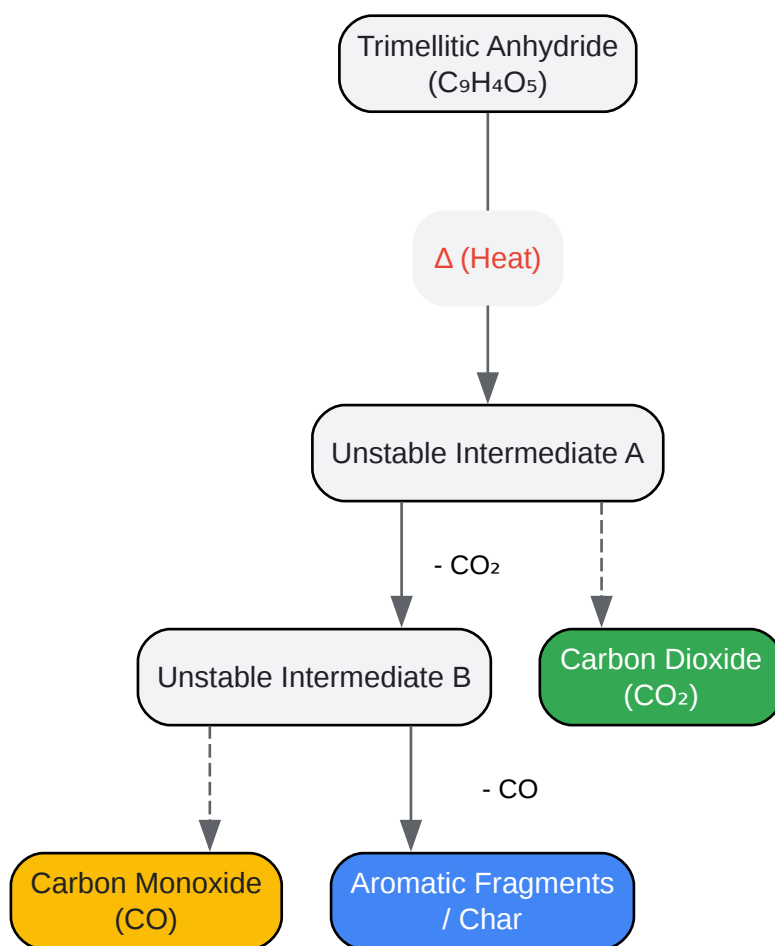 Trimellitic Anhydride
(C₉H₄O₅)
Δ (Heat)
Unstable Intermediate A
- CO₂
Unstable Intermediate B
Carbon Dioxide
(CO₂)
- CO
Carbon Monoxide
(CO)
Aromatic Fragments
/ Char